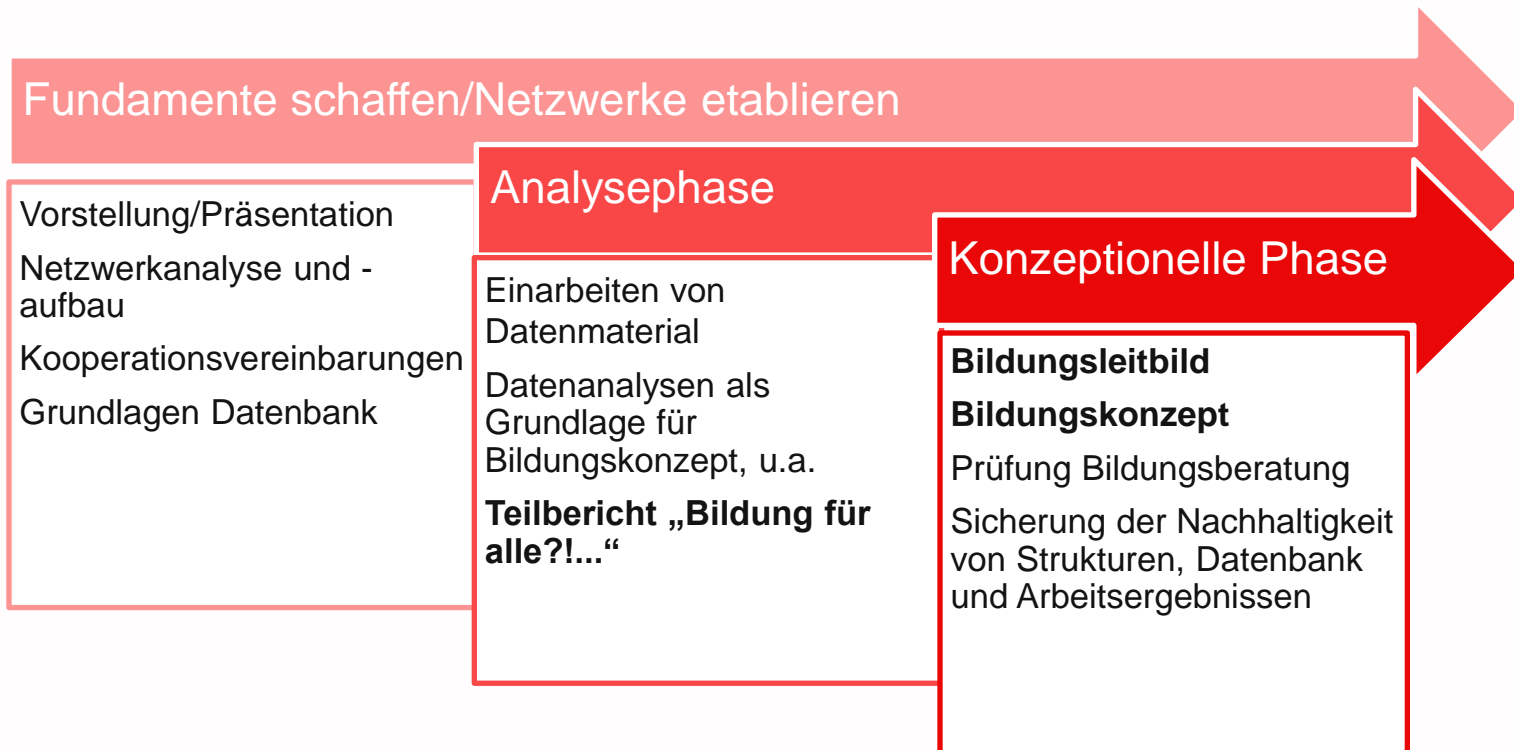 Fundamente schaffen/Netzwerke etablieren
Vorstellung/Präsentation
Netzwerkanalyse und -
aufbau
Kooperationsvereinbarungen
Grundlagen Datenbank
Analysephase
Einarbeiten von
Datenmaterial
Datenanalysen als
Grundlage für
Bildungskonzept, u.a.
Teilbericht „Bildung für
alle?!...“
Konzeptionelle Phase
Bildungsleitbild
Bildungskonzept
Prüfung Bildungsberatung
Sicherung der Nachhaltigkeit
von Strukturen, Datenbank
und Arbeitsergebnissen